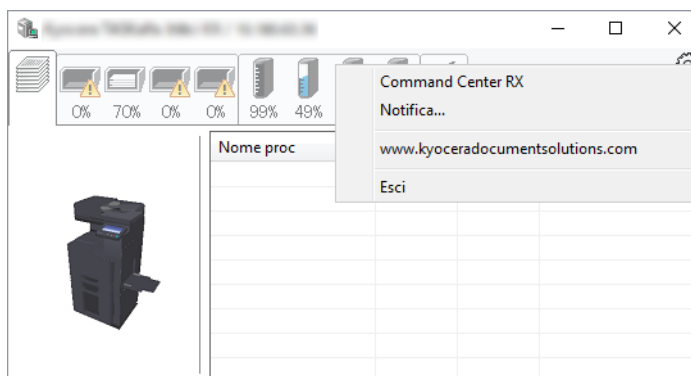 0% 70% 0% 0% 99% 49%
Command Center RX
Notifica...
Nome proc
www.kyoceradocumentsolutions.com
Esci